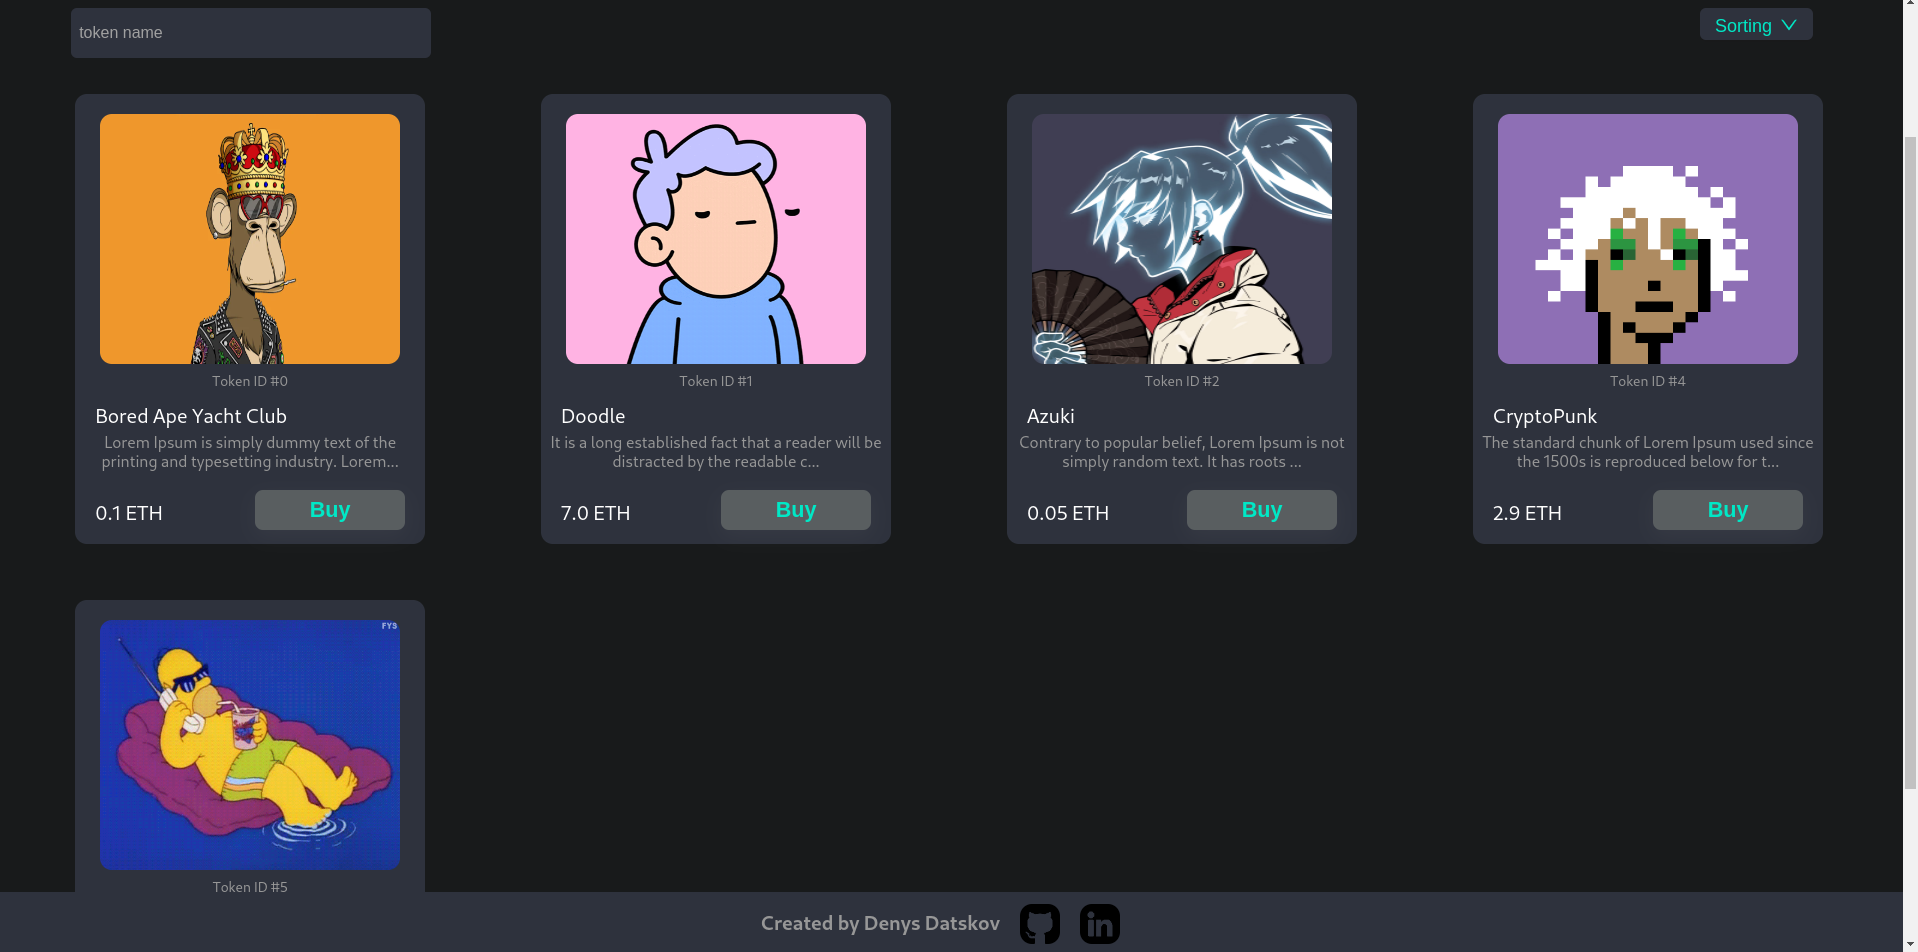 token name
Sorting
Token ID #0
Bored Ape Yacht Club
Lorem Ipsum is simply dummy text of the
printing and typesetting industry. Lorem...
0.1 ETH
Buy
Token ID #1
Doodle
It is a long established fact that a reader will be
distracted by the readable c...
7.0 ETH
Buy
Token ID #2
Azuki
Contrary to popular belief, Lorem Ipsum is not
simply random text. It has roots ...
0.05 ETH
Buy
Token ID #4
CryptoPunk
The standard chunk of Lorem Ipsum used since
the 1500s is reproduced below for t...
2.9 ETH
Buy
FYS
Token ID #5
Created by Denys Datskov
in